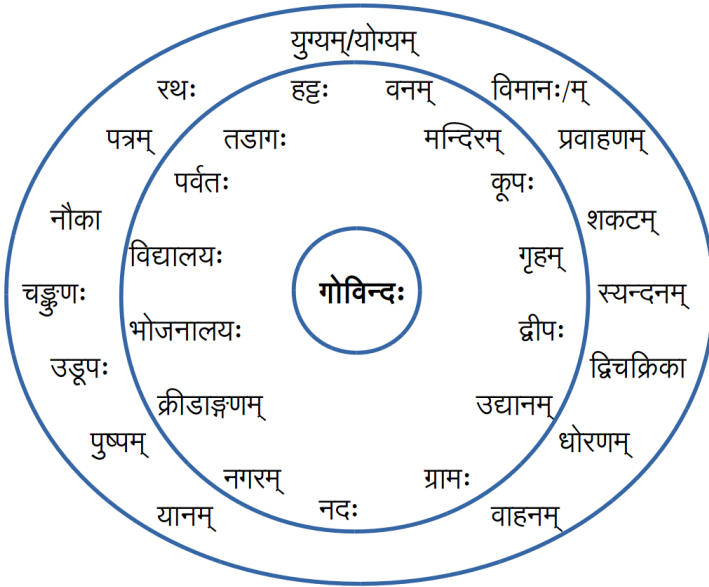 युग्यम्/योग्यम्
रथः हट्टः वनम् विमानः/म्
पत्रम् तडागः मन्दिरम् प्रवाहणम्
पर्वतः कूपः
नौका शकटम्
विद्यालयः गृहम्
चङ्कुणः गोविन्दः स्यन्दनम्
भोजनालयः द्वीपः
उडूपः द्विचक्रिका
क्रीडाङ्गणम् उद्यानम्
पुष्पम् धोरणम्
नगरम् ग्रामः
यानम् नदः वाहनम्